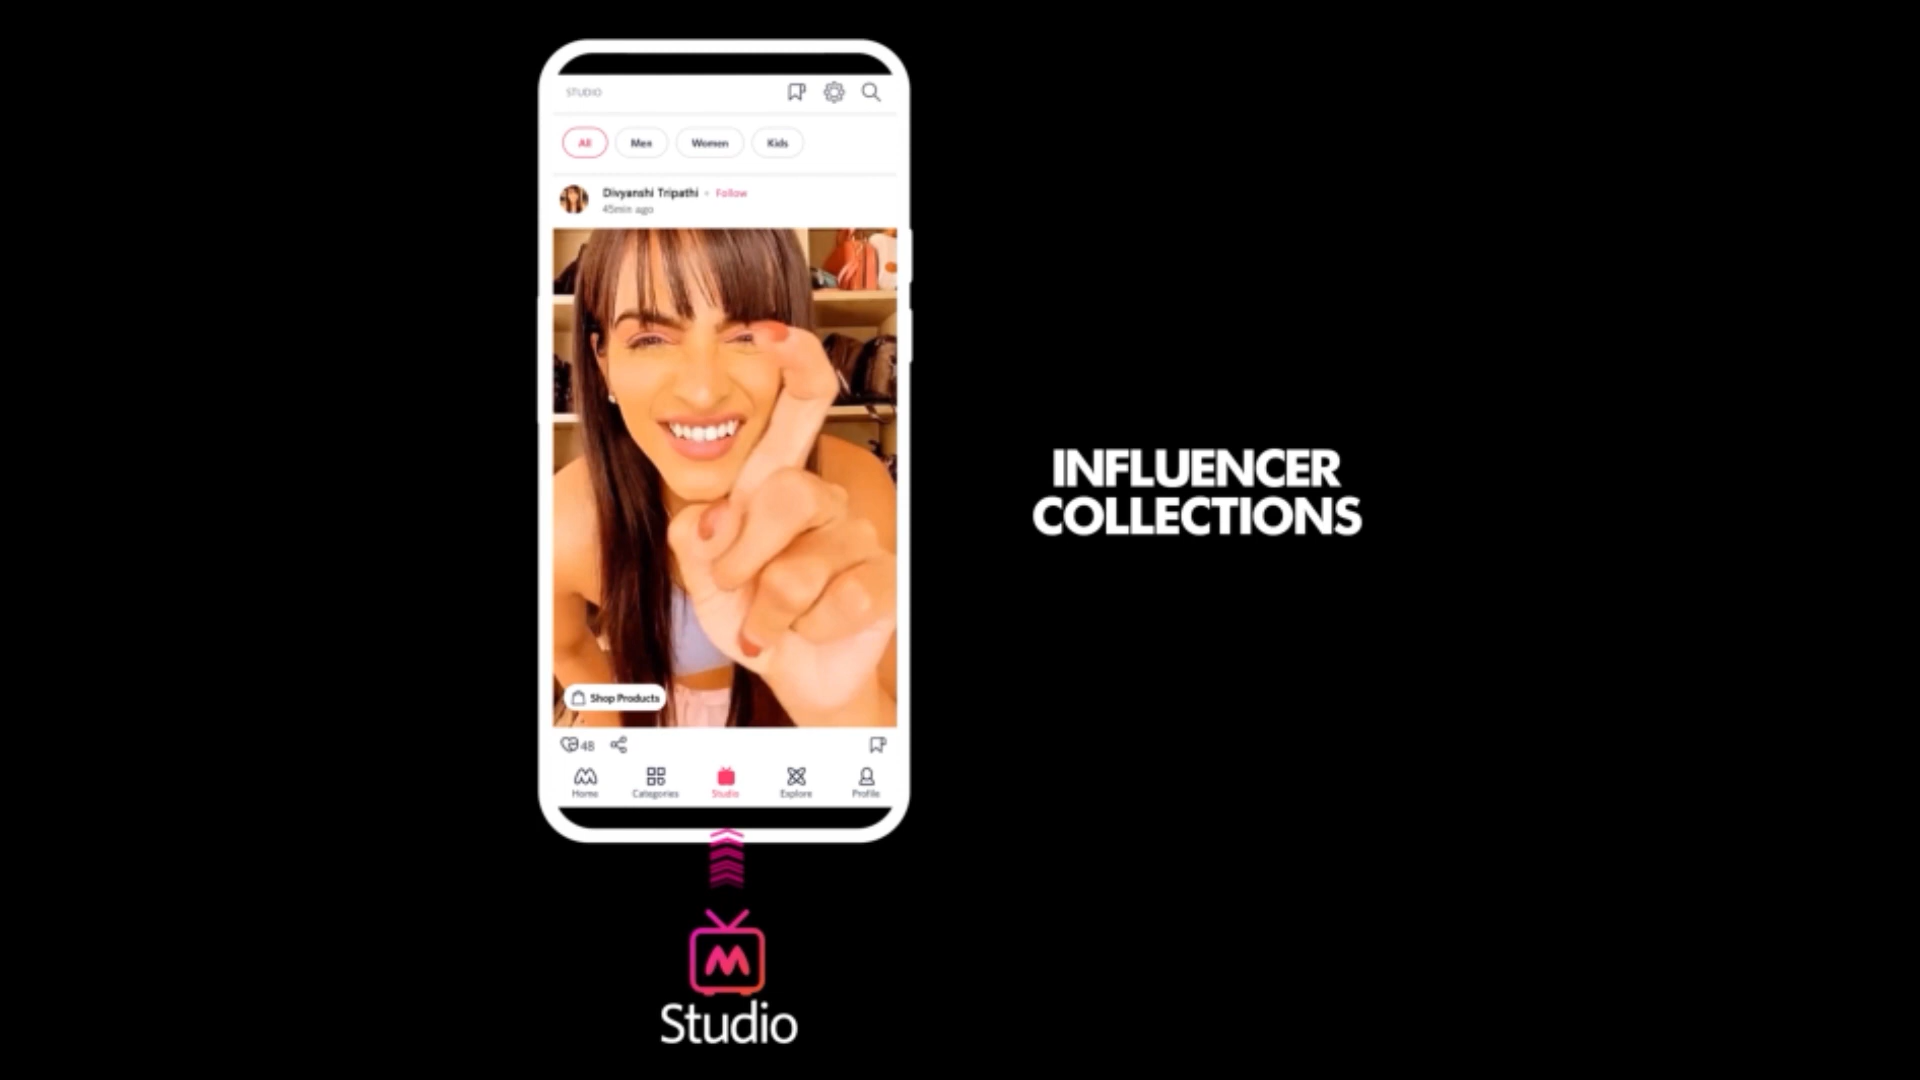 STUDIO
All Men Women Kids
Divyanshi Tripathi • Follow
45min ago
INFLUENCER
COLLECTIONS
Shop Products
48
Home Categories Studio Explore Profile
Studio